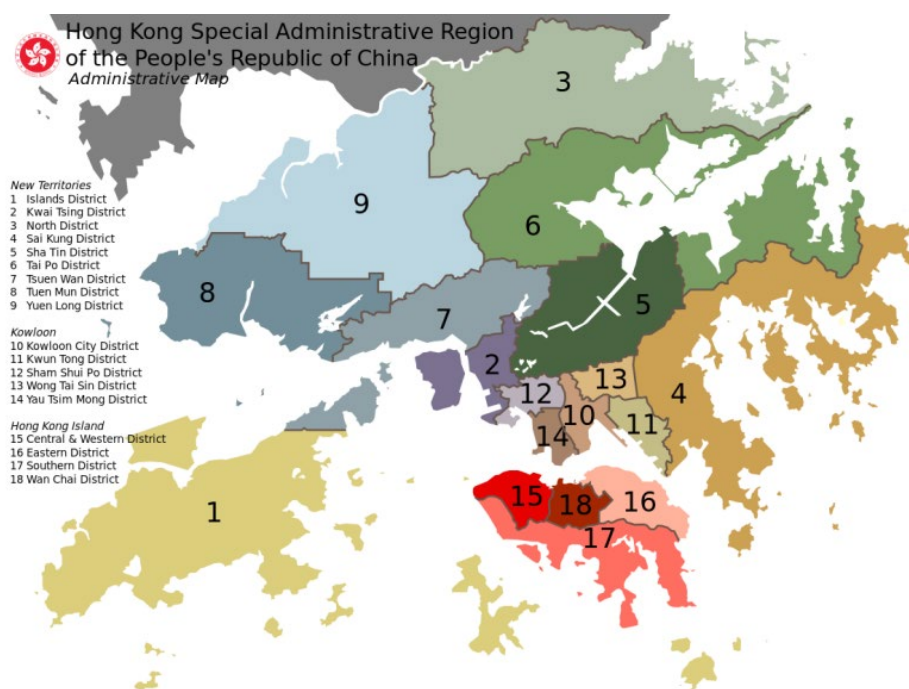 Hong Kong Special Administrative Region
of the People's Republic of China
Administrative Map
New Territories
1 Islands District
2 Kwai Tsing District
3 North District
4 Sai Kung District
5 Sha Tin District
6 Tai Po District
7 Tsuen Wan District
8 Tuen Mun District
9 Yuen Long District
Kowloon
10 Kowloon City District
11 Kwun Tong District
12 Sham Shui Po District
13 Wong Tai Sin District
14 Yau Tsim Mong District
Hong Kong Island
15 Central & Western District
16 Eastern District
17 Southern District
18 Wan Chai District
3
9
6
8
5
7
2
13
12
4
10
11
14
15
16
18
1
17